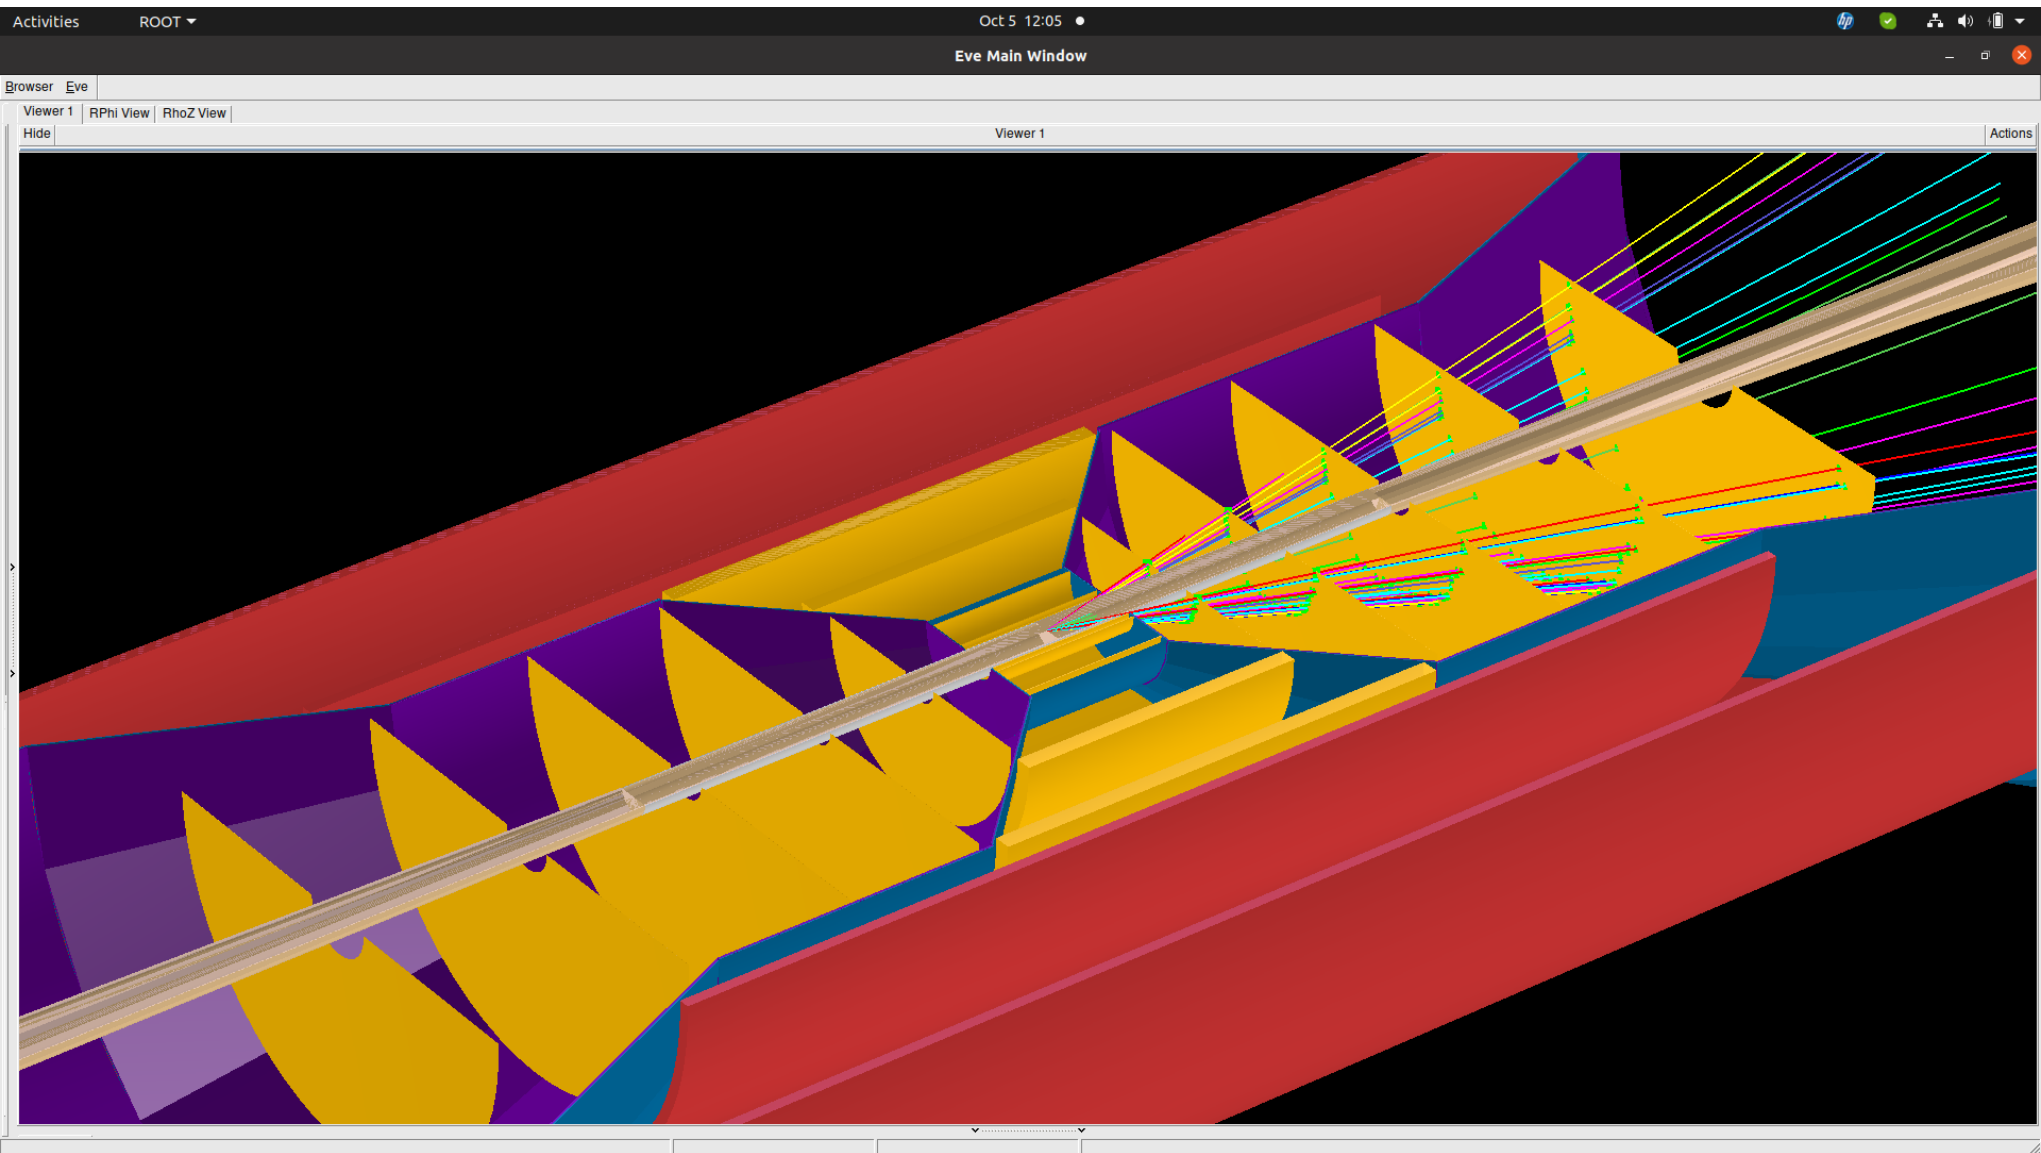 Activities ROOT Oct 5 12:05 hp
Eve Main Window
Browser Eve
Viewer 1 RPhi View RhoZ View
Hide Viewer 1 Actions